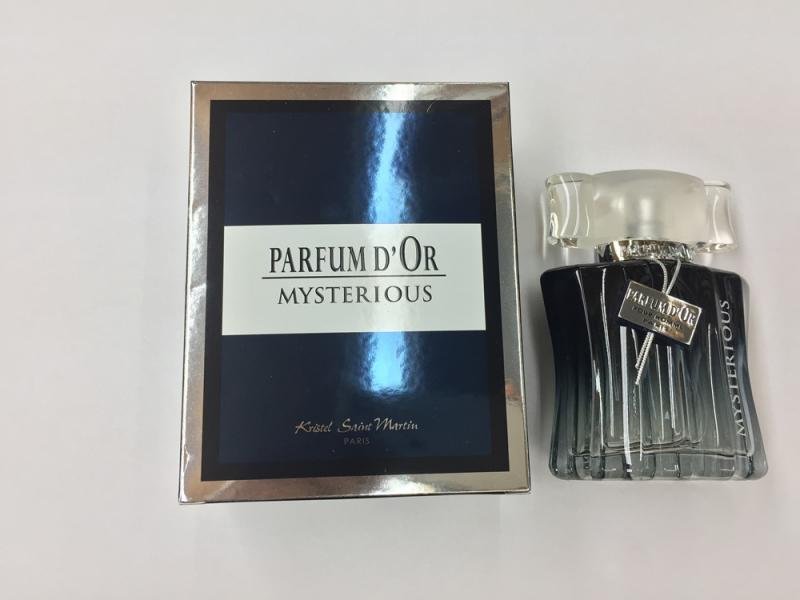 PARFUM D'OR
MYSTERIOUS
Kristel Saint Martin
PARIS
PARFUM D'OR
MYSTERIOUS